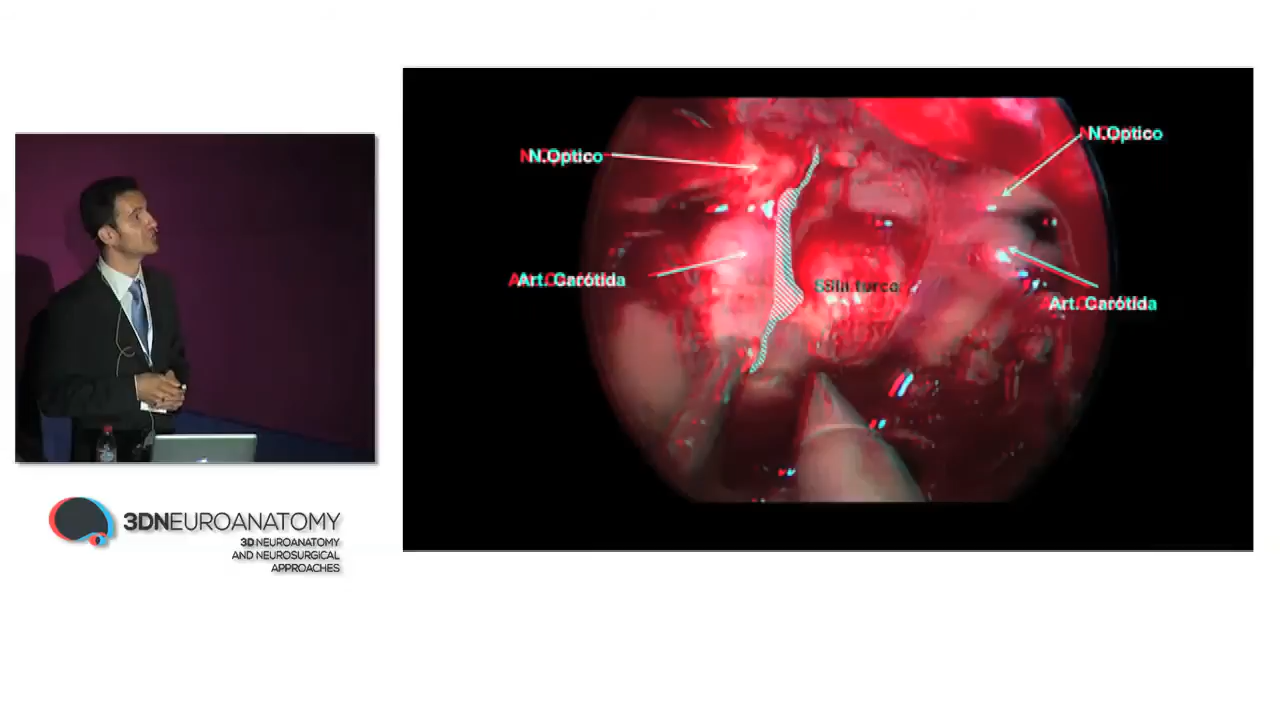 N.Optico
N.Optico
Art. Carótida
Art. Carótida
3DNEUROANATOMY
3D NEUROANATOMY
AND NEUROSURGICAL
APPROACHES